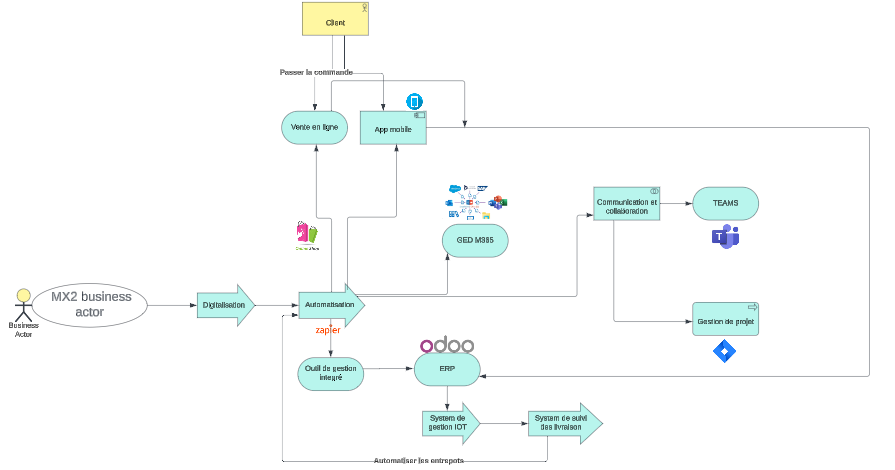 Client
Passer la commande
Vente en ligne
App mobile
Communication et
collaboration
TEAMS
GED M365
MX2 business
actor
Business
Actor
Digitalisation
Automatisation
zapier
Gestion de projet
odoo
Outil de gestion
integré
ERP
System de
gestion IOT
System de suivi
des livraison
Automatiser les entrepots